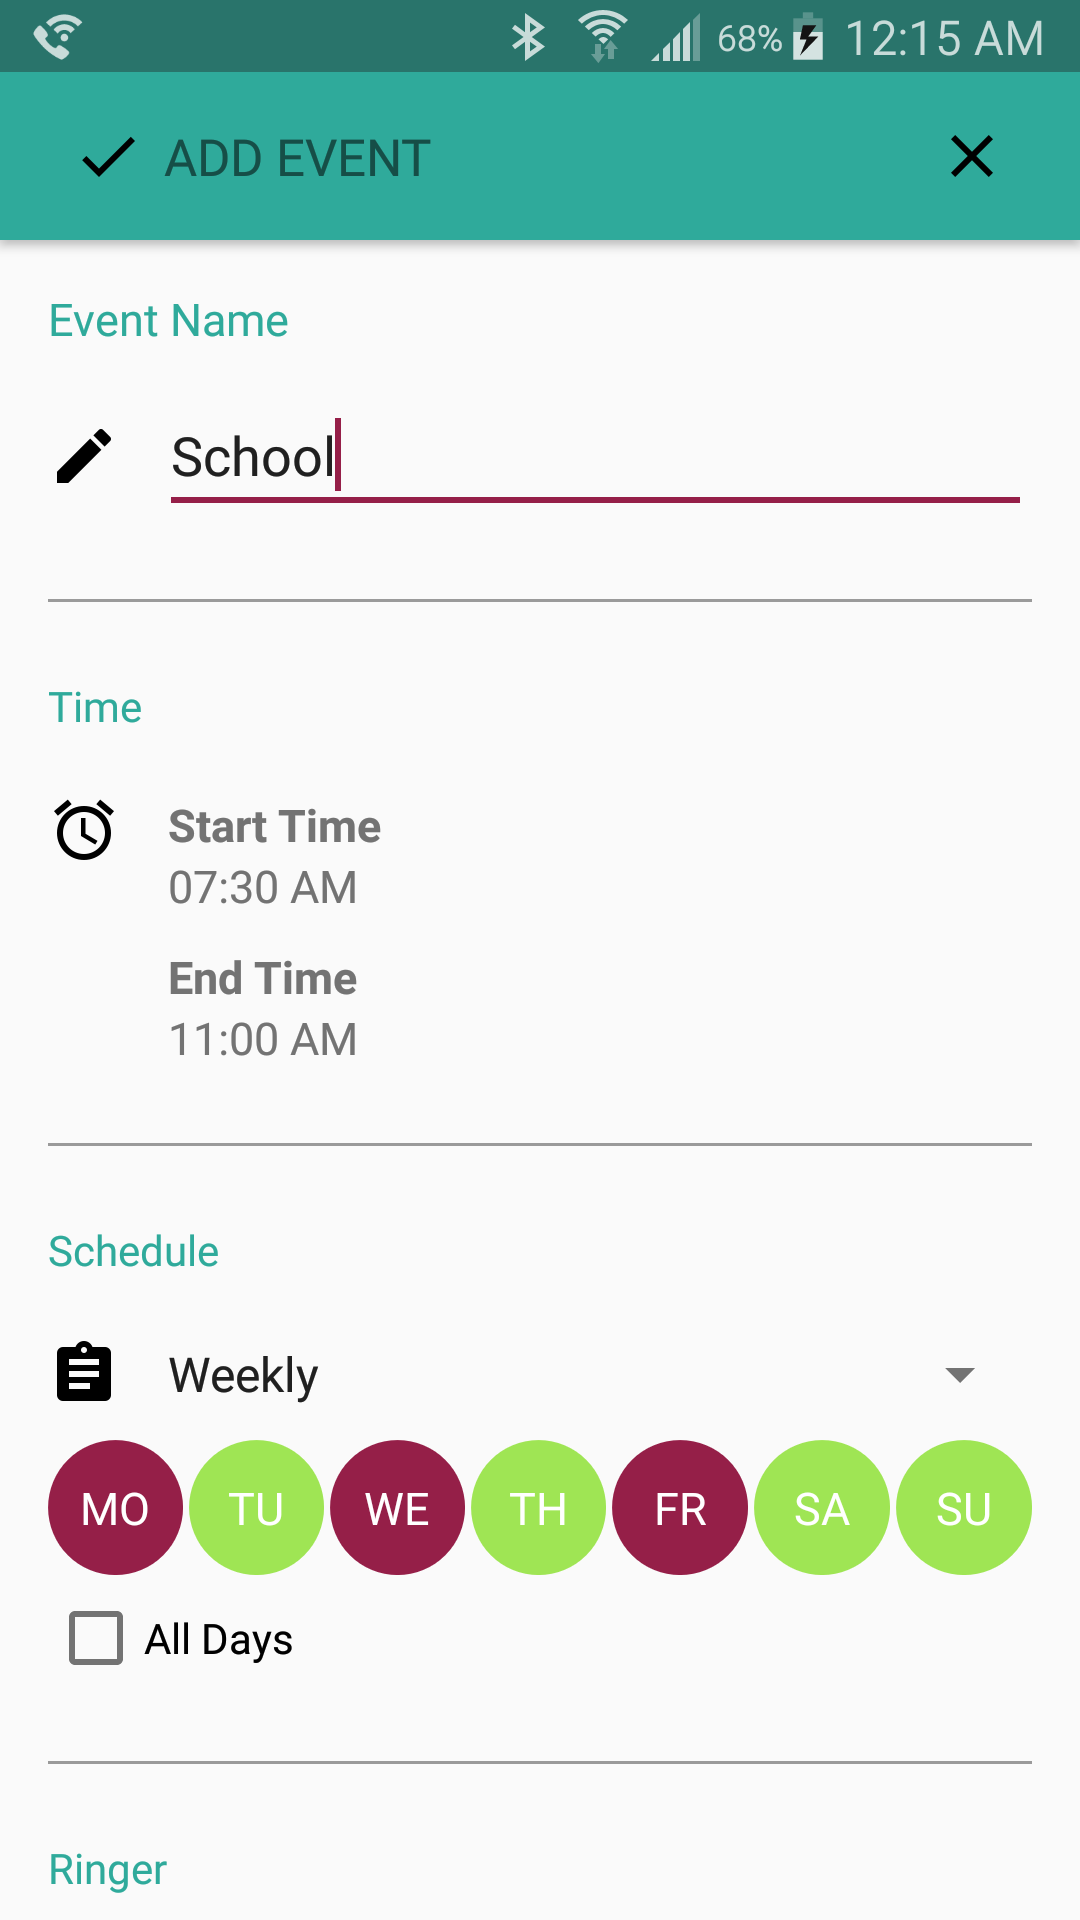 68% 12:15 AM
ADD EVENT
Event Name
School
Time
Start Time
07:30 AM
End Time
11:00 AM
Schedule
Weekly
MO TU WE TH FR SA SU
All Days
Ringer